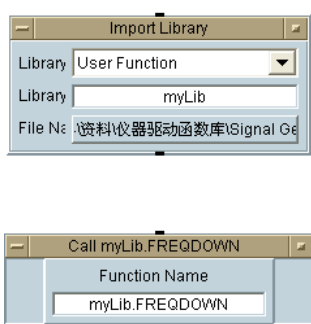 Import Library
Library User Function
Library myLib
File Na \资料\仪器驱动函数库\Signal Ge
Call myLib.FREQDOWN
Function Name
myLib.FREQDOWN